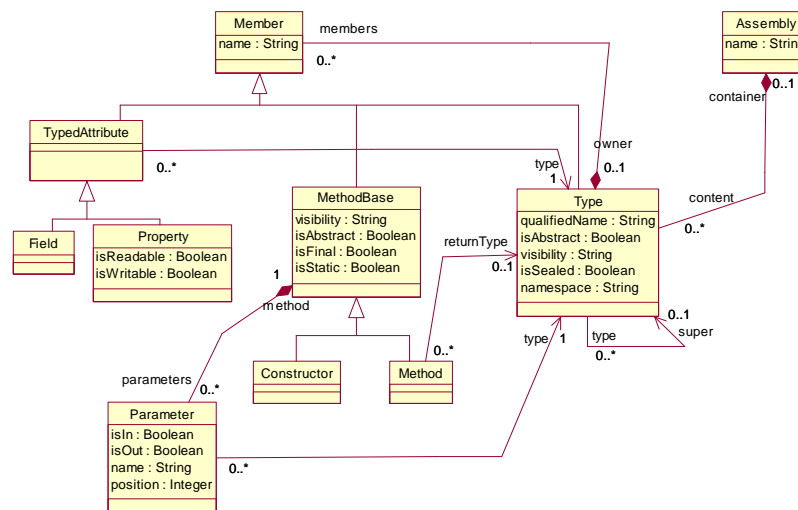 Member
name : String
members
0..*
Assembly
name : String
0..1
container
TypedAttribute
0..*
type
1
owner
0..1
Type
qualifiedName : String
isAbstract : Boolean
visibility : String
isSealed : Boolean
namespace : String
content
0..*
MethodBase
visibility : String
isAbstract : Boolean
isFinal : Boolean
isStatic : Boolean
returnType
0..1
Field
Property
isReadable : Boolean
isWritable : Boolean
1
method
type
1
type
0..*
0..1
super
Constructor
Method
0..*
parameters
0..*
Parameter
isIn : Boolean
isOut : Boolean
name : String
position : Integer
0..*